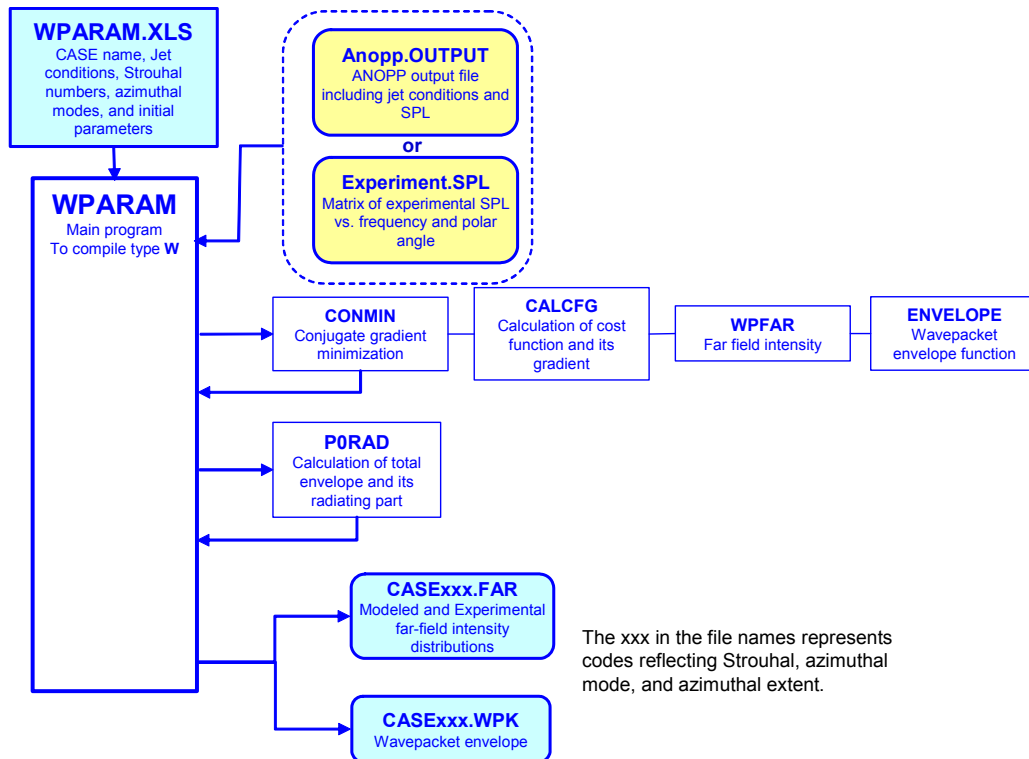 WPARAM.XLS
CASE name, Jet
conditions, Strouhal
numbers, azimuthal
modes, and initial
parameters
Anopp.OUTPUT
ANOPP output file
including jet conditions and
SPL
or
Experiment.SPL
Matrix of experimental SPL
vs. frequency and polar
angle
WPARAM
Main program
To compile type W
CONMIN
Conjugate gradient
minimization
CALCFG
Calculation of cost
function and its
gradient
WPFAR
Far field intensity
ENVELOPE
Wavepacket
envelope function
P0RAD
Calculation of total
envelope and its
radiating part
CASExxx.FAR
Modeled and Experimental
far-field intensity
distributions
The xxx in the file names represents
codes reflecting Strouhal, azimuthal
mode, and azimuthal extent.
CASExxx.WPK
Wavepacket envelope